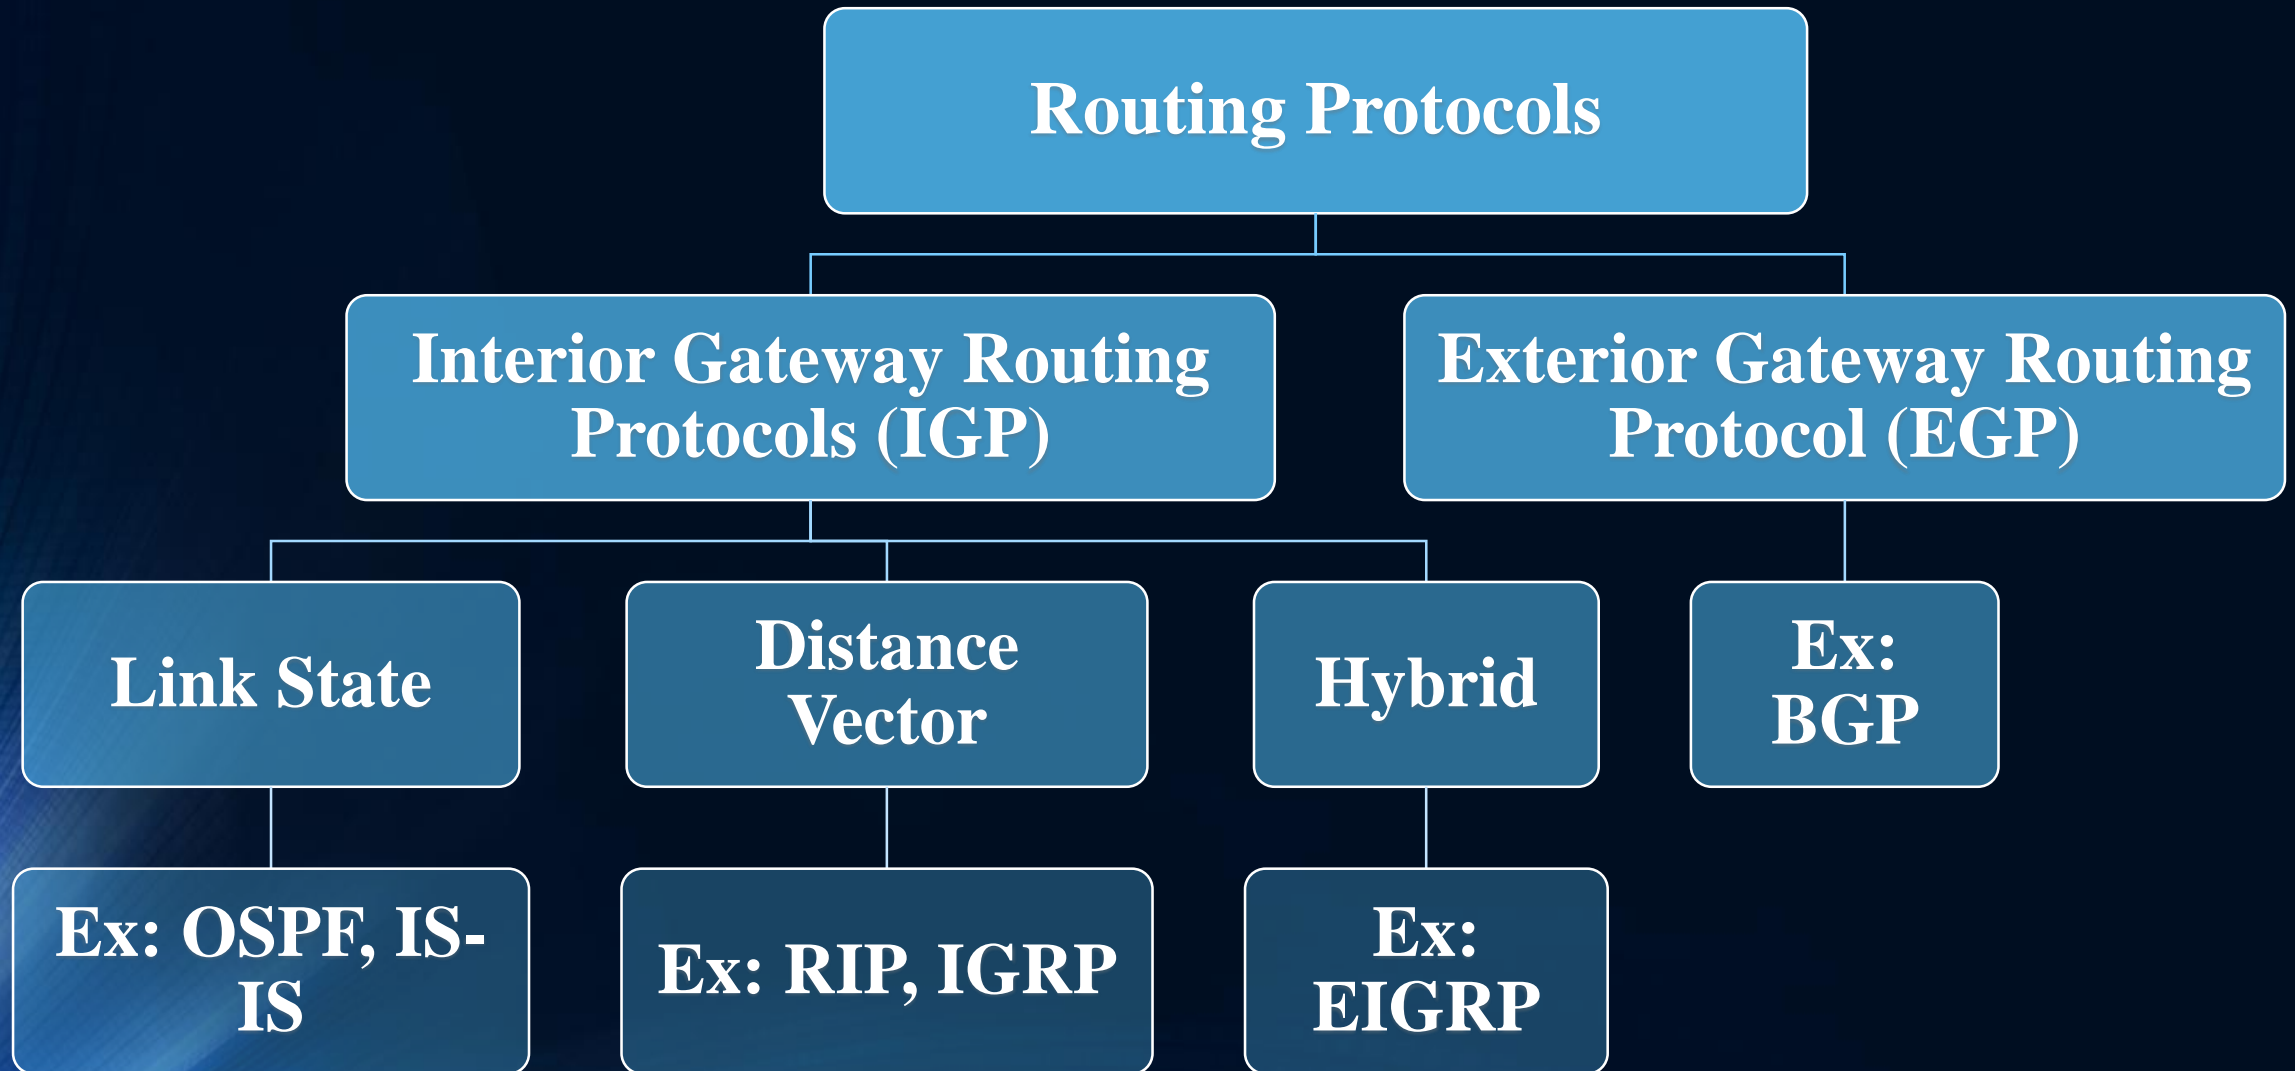 Routing Protocols
Interior Gateway Routing
Protocols (IGP)
Exterior Gateway Routing
Protocol (EGP)
Link State
Distance
Vector
Hybrid
Ex:
BGP
Ex: OSPF, IS-
IS
Ex: RIP, IGRP
Ex:
EIGRP